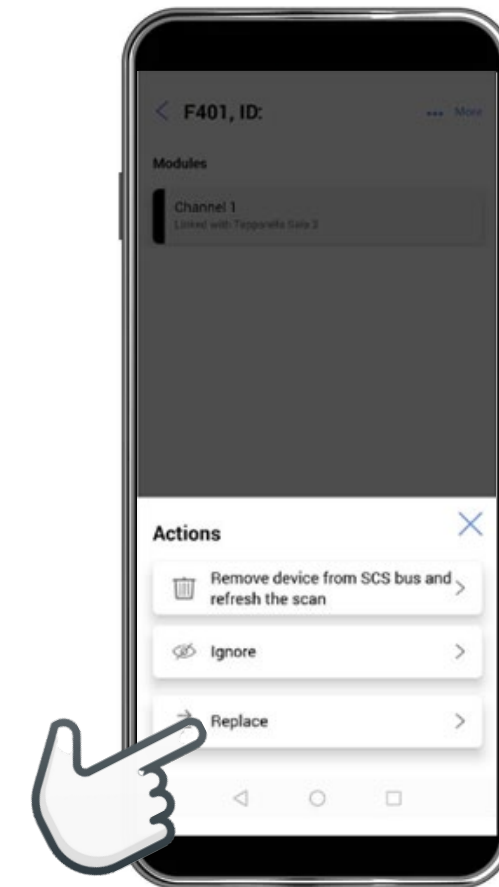 F401, ID:
More
Modules
Channel 1
Linked with Tapparella Sala 3
Actions
Remove device from SCS bus and
refresh the scan
Ignore
Replace